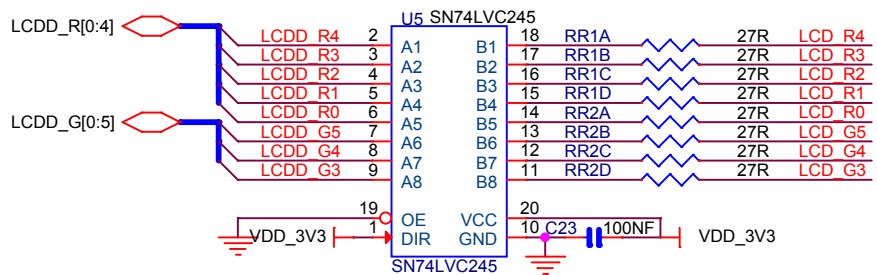 U5 SN74LVC245
LCDD_R[0:4]
LCDD_R4 2 A1 B1 18 RR1A 27R LCD_R4
LCDD_R3 3 A2 B2 17 RR1B 27R LCD_R3
LCDD_R2 4 A3 B3 16 RR1C 27R LCD_R2
LCDD_R1 5 A4 B4 15 RR1D 27R LCD_R1
LCDD_R0 6 A5 B5 14 RR2A 27R LCD_R0
LCDD_G[0:5]
LCDD_G5 7 A6 B6 13 RR2B 27R LCD_G5
LCDD_G4 8 A7 B7 12 RR2C 27R LCD_G4
LCDD_G3 9 A8 B8 11 RR2D 27R LCD_G3
19 OE VCC 20
VDD_3V3 1 DIR GND 10 C23 100NF VDD_3V3
SN74LVC245